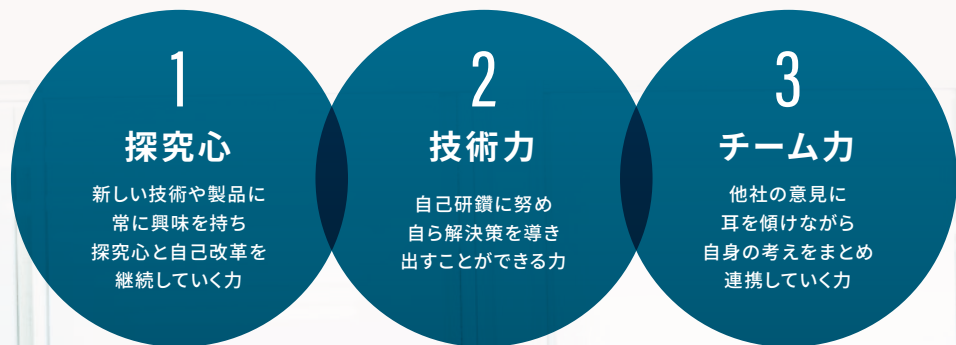 1
探究心
新しい技術や製品に
常に興味を持ち
探究心と自己改革を
継続していく力
2
技術力
自己研鑽に努め
自ら解決策を導き
出すことができる力
3
チーム力
他社の意見に
耳を傾けながら
自身の考えをまとめ
連携していく力